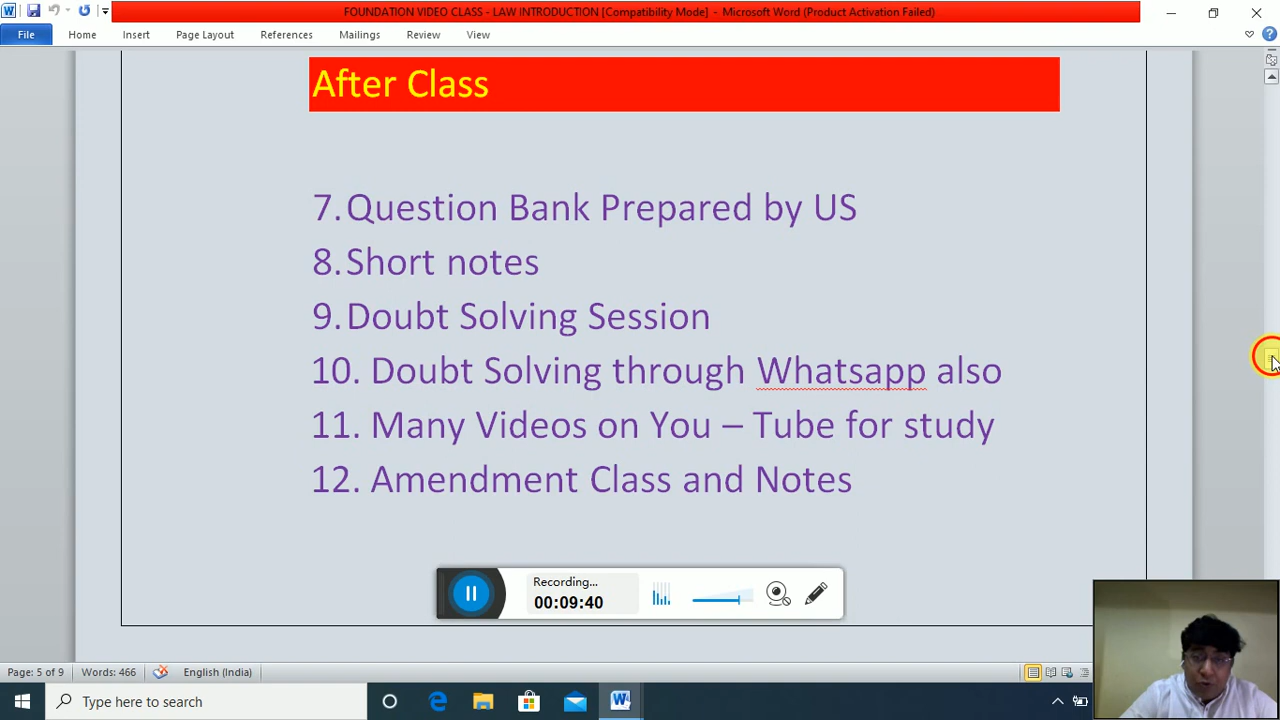 FOUNDATION VIDEO CLASS - LAW INTRODUCTION [Compatibility Mode] - Microsoft Word (Product Activation Failed)
File Home Insert Page Layout References Mailings Review View
After Class
7. Question Bank Prepared by US
8. Short notes
9. Doubt Solving Session
10. Doubt Solving through Whatsapp also
11. Many Videos on You – Tube for study
12. Amendment Class and Notes
Recording...
00:09:40
Page: 5 of 9 Words: 466 English (India)
Type here to search